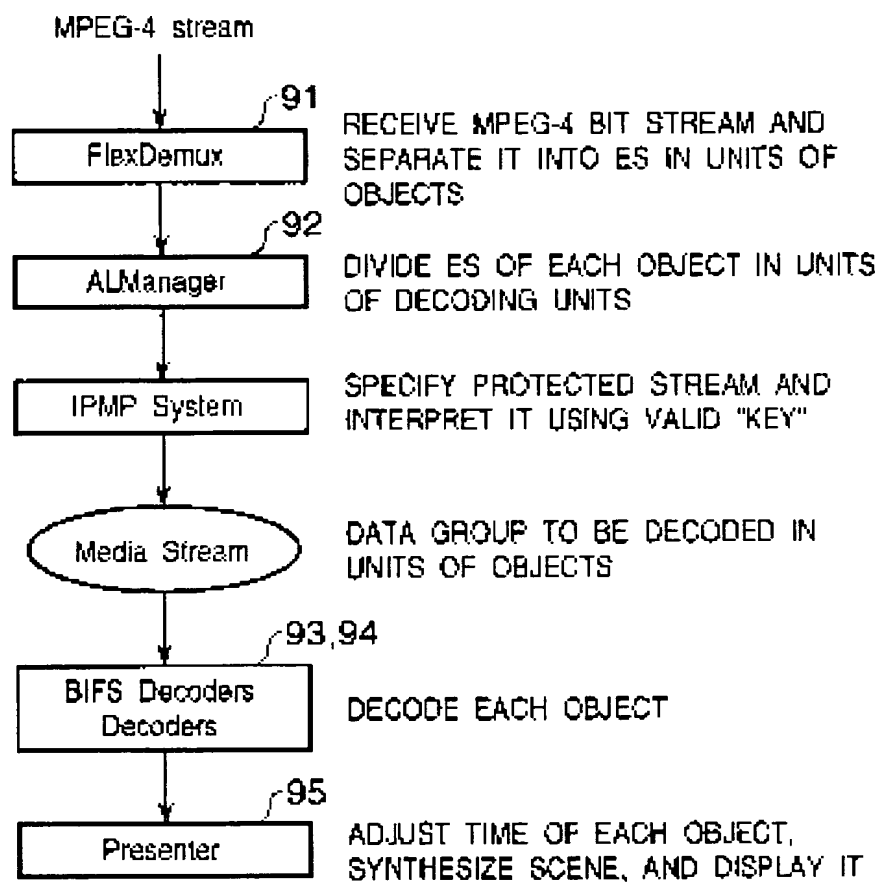 MPEG-4 stream
91
FlexDemux
RECEIVE MPEG-4 BIT STREAM AND
SEPARATE IT INTO ES IN UNITS OF
OBJECTS
92
ALManager
DIVIDE ES OF EACH OBJECT IN UNITS
OF DECODING UNITS
IPMP System
SPECIFY PROTECTED STREAM AND
INTERPRET IT USING VALID "KEY"
Media Stream
DATA GROUP TO BE DECODED IN
UNITS OF OBJECTS
93,94
BIFS Decoders
Decoders
DECODE EACH OBJECT
95
Presenter
ADJUST TIME OF EACH OBJECT,
SYNTHESIZE SCENE, AND DISPLAY IT